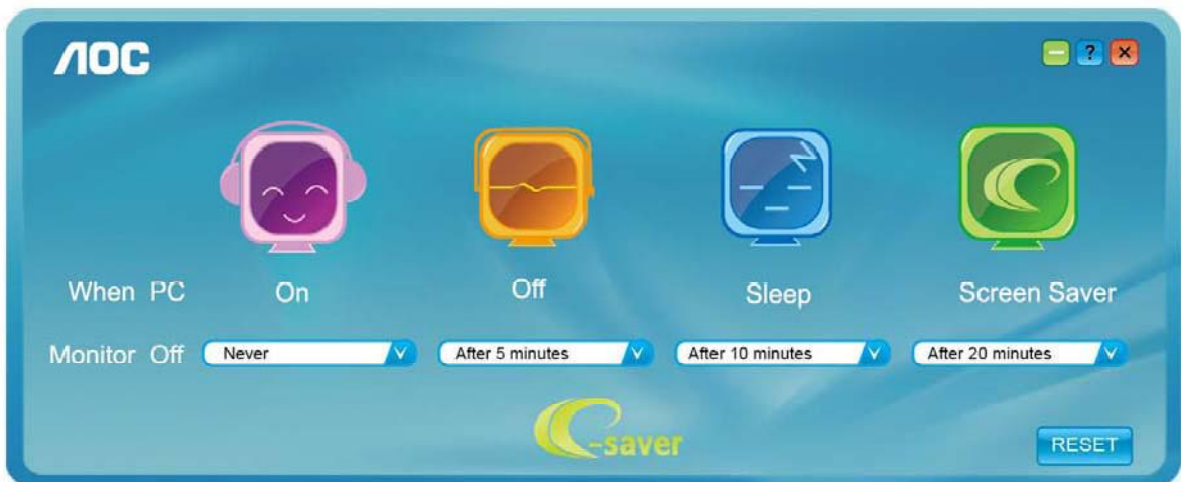 AOC
?
When PC On Off Sleep Screen Saver
Monitor Off Never After 5 minutes After 10 minutes After 20 minutes
e-saver
RESET